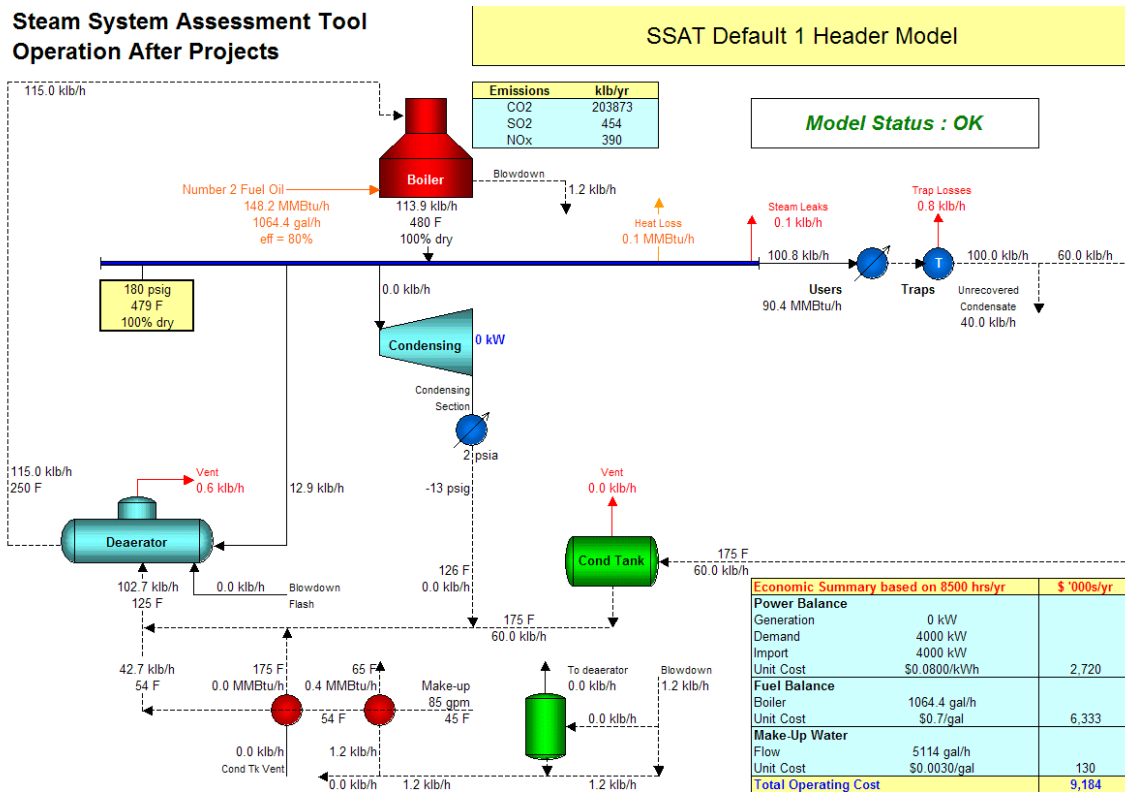 Steam System Assessment Tool
Operation After Projects
SSAT Default 1 Header Model
115.0 klb/h
Emissions klb/yr
CO2 203873
SO2 454
NOx 390
Model Status : OK
Boiler
Blowdown
1.2 klb/h
Number 2 Fuel Oil
148.2 MMBtu/h
1064.4 gal/h
eff = 80%
113.9 klb/h
480 F
100% dry
Heat Loss
0.1 MMBtu/h
Steam Leaks
0.1 klb/h
Trap Losses
0.8 klb/h
100.8 klb/h
T
100.0 klb/h
60.0 klb/h
Users
90.4 MMBtu/h
Traps
Unrecovered
Condensate
40.0 klb/h
180 psig
479 F
100% dry
0.0 klb/h
Condensing
0 kW
Condensing
Section
2 psia
-13 psig
115.0 klb/h
250 F
Vent
0.6 klb/h
12.9 klb/h
Deaerator
Vent
0.0 klb/h
Cond Tank
175 F
60.0 klb/h
102.7 klb/h
125 F
0.0 klb/h
Blowdown
Flash
126 F
0.0 klb/h
175 F
60.0 klb/h
42.7 klb/h
54 F
175 F
0.0 MMBtu/h
65 F
0.4 MMBtu/h
54 F
Make-up
85 gpm
45 F
To deaerator
0.0 klb/h
Blowdown
1.2 klb/h
0.0 klb/h
0.0 klb/h
Cond Tk Vent
1.2 klb/h
0.0 klb/h
1.2 klb/h
1.2 klb/h
Economic Summary based on 8500 hrs/yr $ '000s/yr
Power Balance
Generation 0 kW
Demand 4000 kW
Import 4000 kW
Unit Cost $0.0800/kWh 2,720
Fuel Balance
Boiler 1064.4 gal/h
Unit Cost $0.7/gal 6,333
Make-Up Water
Flow 5114 gal/h
Unit Cost $0.0030/gal 130
Total Operating Cost 9,184